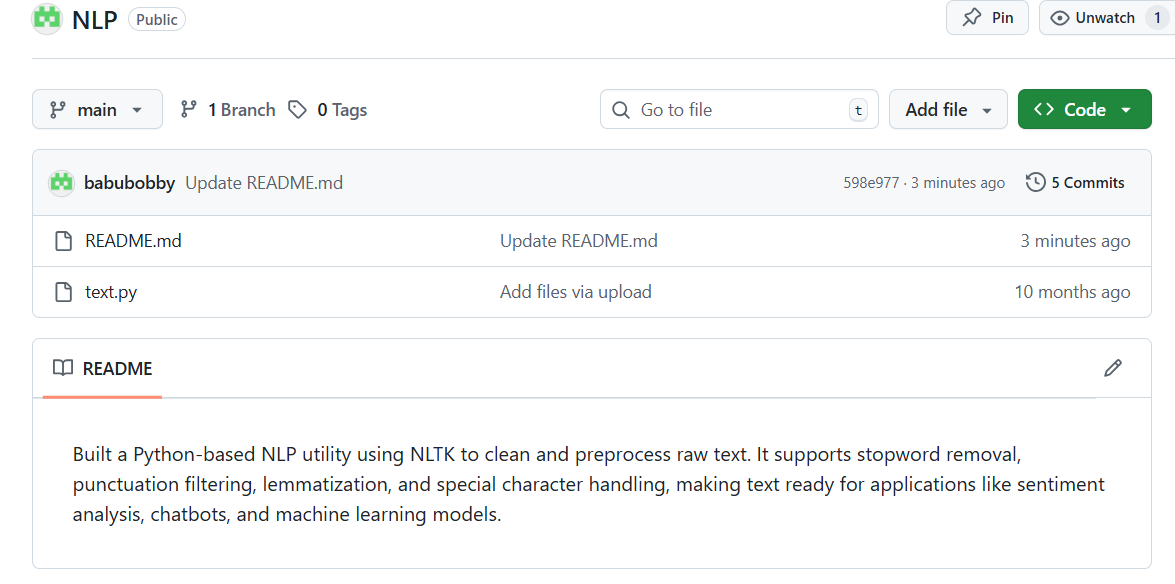 NLP Public Pin Unwatch 1
main 1 Branch 0 Tags Go to file t Add file Code
babubobby Update README.md 598e977 · 3 minutes ago 5 Commits
README.md Update README.md 3 minutes ago
text.py Add files via upload 10 months ago
README
Built a Python-based NLP utility using NLTK to clean and preprocess raw text. It supports stopword removal,
punctuation filtering, lemmatization, and special character handling, making text ready for applications like sentiment
analysis, chatbots, and machine learning models.